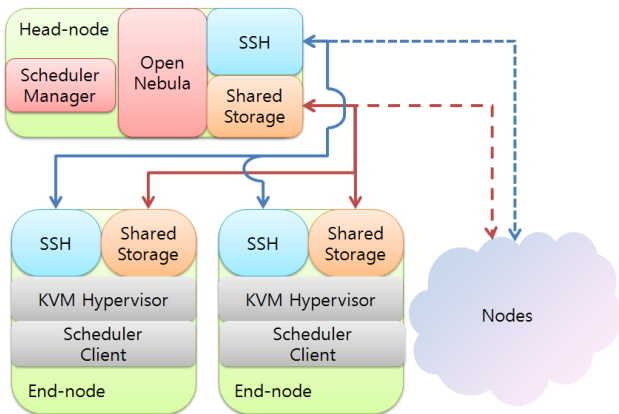 Head-node
Scheduler
Manager
Open
Nebula
SSH
Shared
Storage
SSH
Shared
Storage
KVM Hypervisor
Scheduler
Client
End-node
SSH
Shared
Storage
KVM Hypervisor
Scheduler
Client
End-node
Nodes